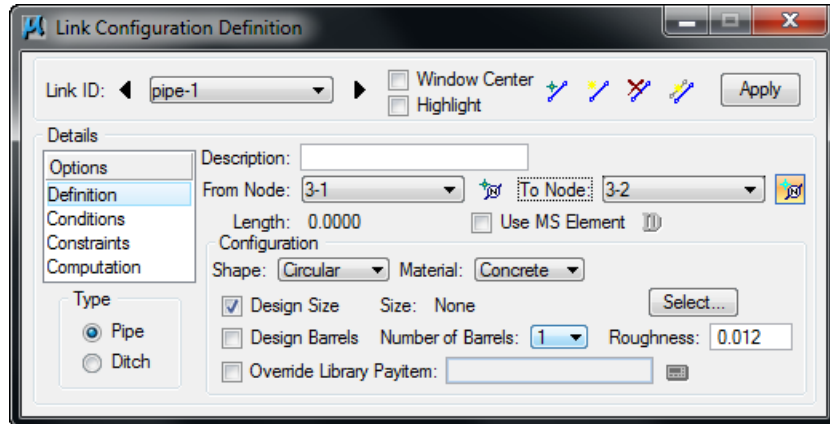 Link Configuration Definition
Link ID: pipe-1 Window Center Apply
Highlight
Details
Options Description:
Definition From Node: 3-1 To Node: 3-2
Conditions Length: 0.0000 Use MS Element
Constraints Configuration
Computation Shape: Circular Material: Concrete
Type Design Size Size: None Select...
Pipe Design Barrels Number of Barrels: 1 Roughness: 0.012
Ditch Override Library Payitem: